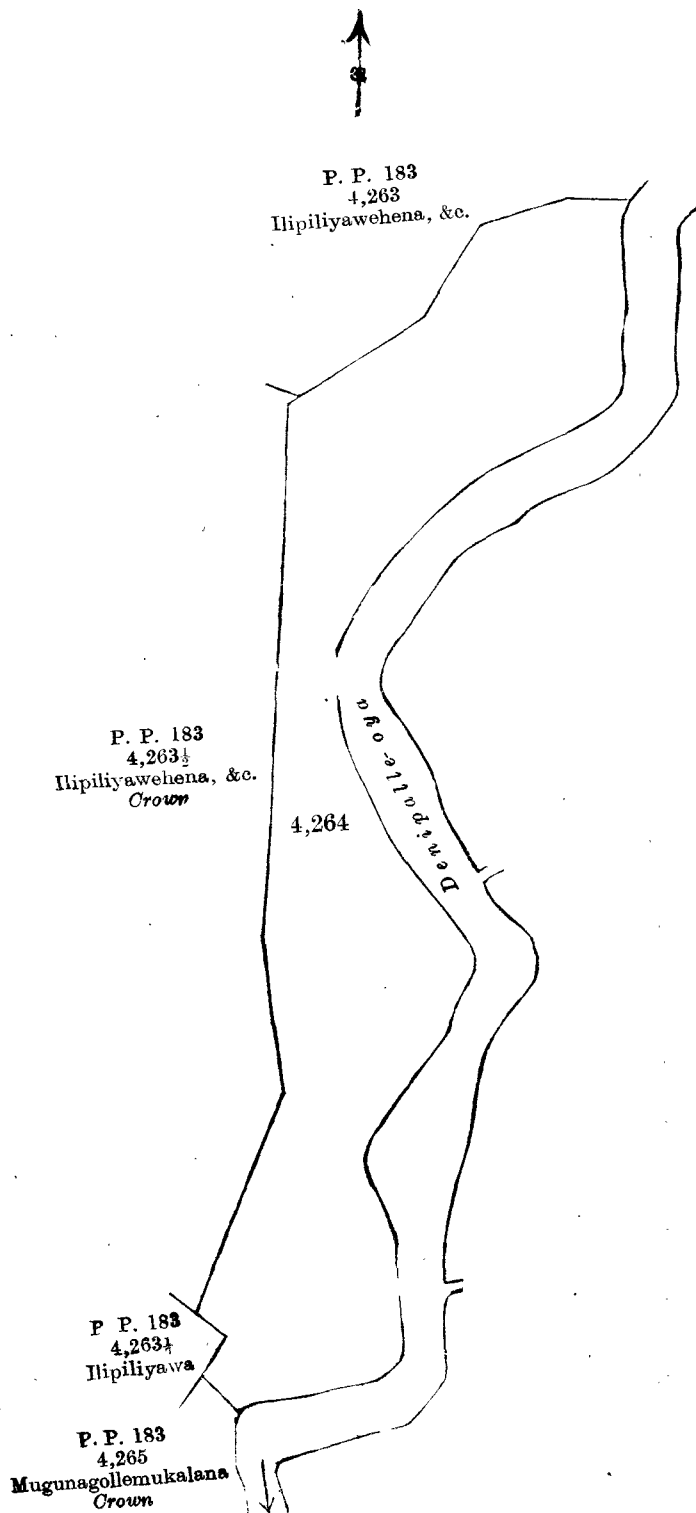 P. P. 183
4,263
Ilipiliyawehena, &c.
P. P. 183
4,263½
Ilipiliyawehena, &c.
Crown
4,264
Denipalle-oya
P P. 183
4,263¼
Ilipiliyawa
P. P. 183
4,265
Mugunagollemukalana
Crown